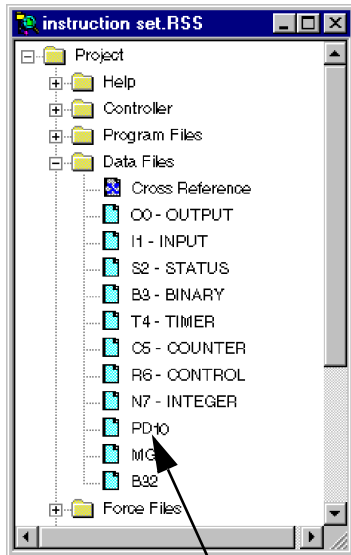 instruction set.RSS
Project
Help
Controller
Program Files
Data Files
Cross Reference
O0 - OUTPUT
I1 - INPUT
S2 - STATUS
B3 - BINARY
T4 - TIMER
C5 - COUNTER
R6 - CONTROL
N7 - INTEGER
PD10
MG
B32
Force Files